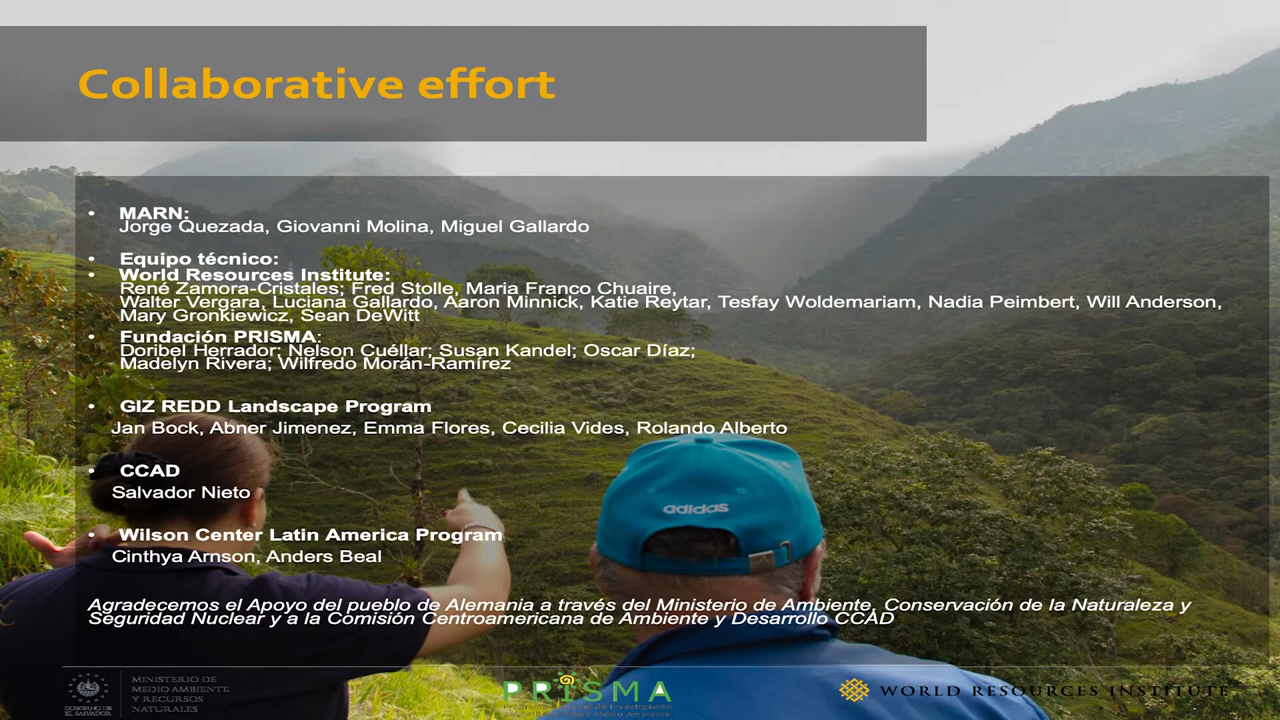 Collaborative effort
• MARN:
Jorge Quezada, Giovanni Molina, Miguel Gallardo
• Equipo técnico:
• World Resources Institute:
René Zamora-Cristales; Fred Stolle, Maria Franco Chuaire,
Walter Vergara, Luciana Gallardo, Aaron Minnick, Katie Reytar, Tesfay Woldemariam, Nadia Peimbert, Will Anderson,
Mary Gronkiewicz, Sean DeWitt
• Fundación PRISMA:
Doribel Herrador; Nelson Cuéllar; Susan Kandel; Oscar Díaz;
Madelyn Rivera; Wilfredo Morán-Ramírez
• GIZ REDD Landscape Program
Jan Bock, Abner Jimenez, Emma Flores, Cecilia Vides, Rolando Alberto
• CCAD
Salvador Nieto
adidas
• Wilson Center Latin America Program
Cinthya Arnson, Anders Beal
Agradecemos el Apoyo del pueblo de Alemania a través del Ministerio de Ambiente, Conservación de la Naturaleza y
Seguridad Nuclear y a la Comisión Centroamericana de Ambiente y Desarrollo CCAD
GOBIERNO DE
EL SALVADOR
MINISTERIO DE
MEDIO AMBIENTE
Y RECURSOS
NATURALES
PRISMA
WORLD RESOURCES INSTITUTE